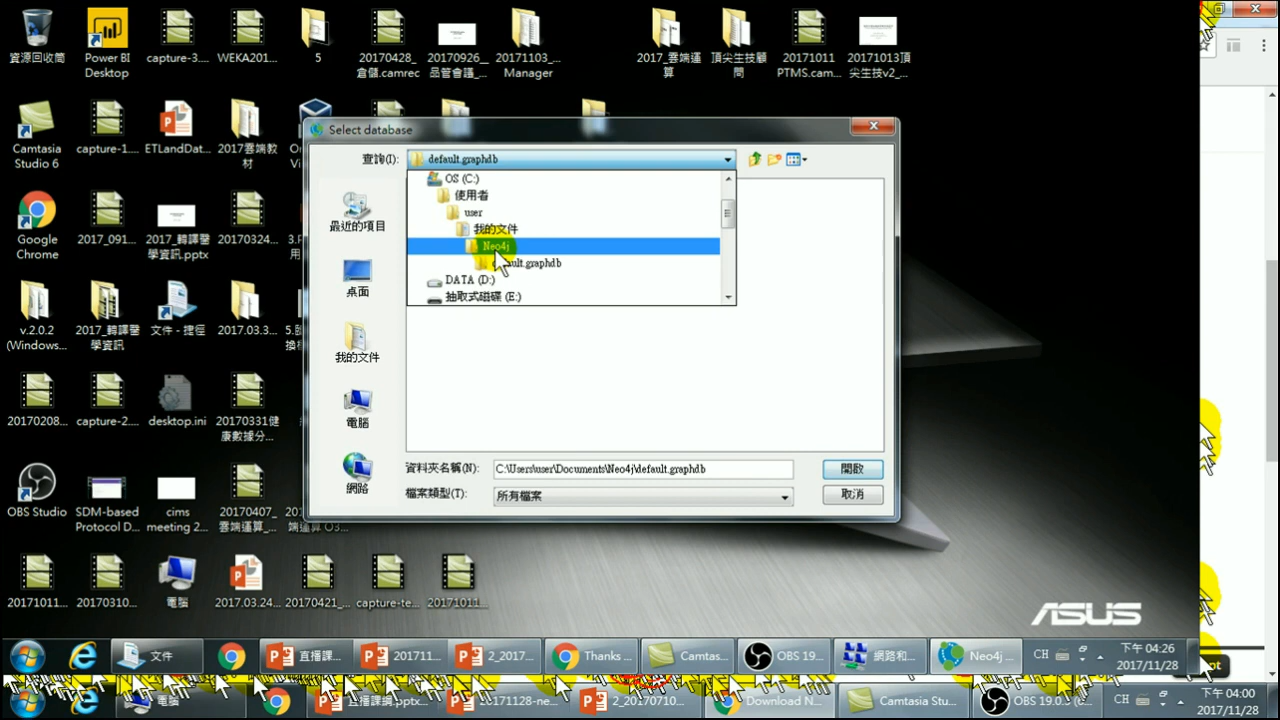 資源回收筒
Power BI
Desktop
capture-3....
WEKA201...
5
20170428_
倉儲.camrec
20170926_
品管會議_...
20171103_...
Manager
2017_雲端運
算
頂尖生技顧
問
20171011
PTMS.cam...
20171013頂
尖生技v2_...
Camtasia
Studio 6
capture-1....
ETLandDat...
2017雲端教
材
Google
Chrome
2017_091...
2017_轉譯醫
學資訊.pptx
20170324...
v.2.0.2
(Windows...
2017_轉譯醫
學資訊
文件 - 捷徑
2017.03.3...
20170208...
capture-2....
desktop.ini
20170331健
康數據分...
OBS Studio
SDM-based
Protocol D...
cims
meeting 2...
20170407_
雲端運算_...
20171011...
20170310...
電腦
2017.03.24...
20170421_...
capture-te...
20171011...
Select database
查詢(I):
default.graphdb
OS (C:)
使用者
user
我的文件
Neo4j
default.graphdb
DATA (D:)
抽取式磁碟 (E:)
最近的項目
桌面
我的文件
電腦
網路
資料夾名稱(N):
C:\Users\user\Documents\Neo4j\default.graphdb
開啟
檔案類型(T):
所有檔案
取消
ASUS
文件
直播課...
201711...
2_2017...
Thanks ...
Camtas...
OBS 19...
網路和...
Neo4j ...
CH
下午 04:26
2017/11/28
電腦
直播課綱.pptx...
20171128-ne...
2_20170710...
Download N...
Camtasia Stu...
OBS 19.0.3 (6...
CH
下午 04:00
2017/11/28